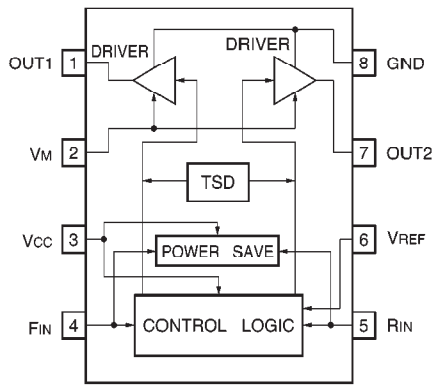 DRIVER
DRIVER
OUT1 1
8 GND
VM 2
7 OUT2
TSD
VCC 3
6 VREF
POWER SAVE
FIN 4
CONTROL LOGIC
5 RIN